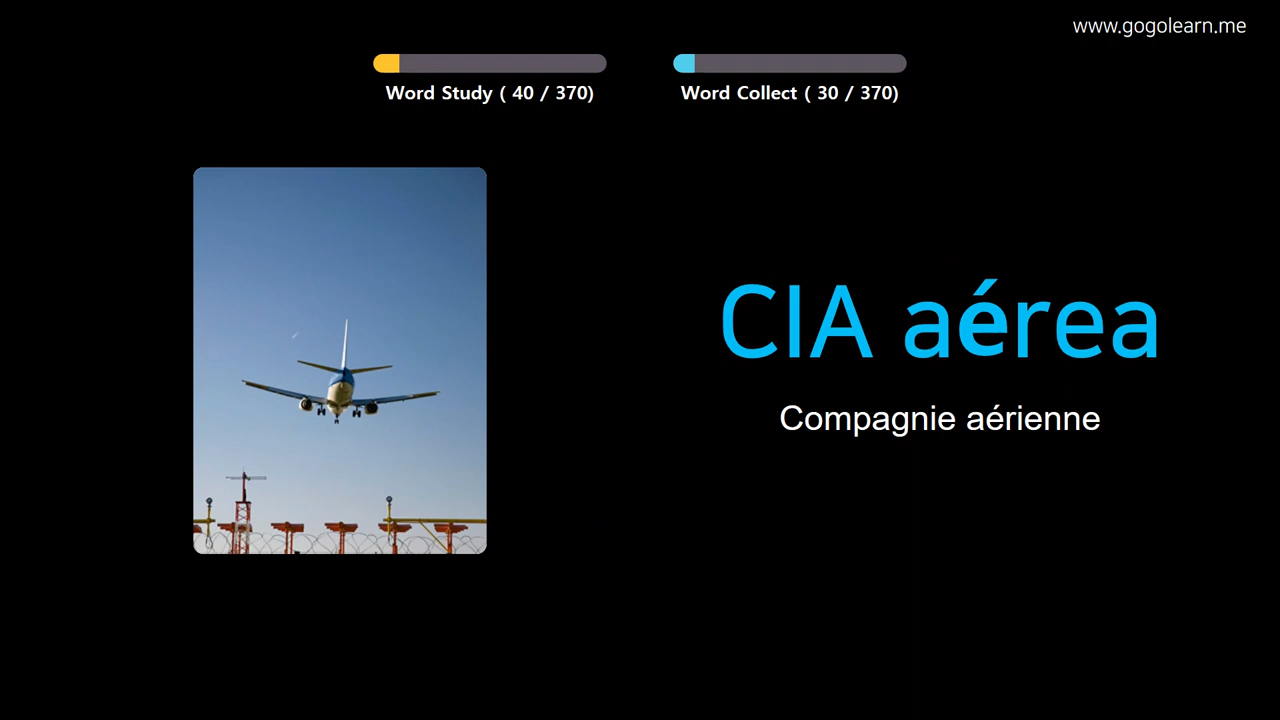 www.gogolearn.me
Word Study ( 40 / 370)
Word Collect ( 30 / 370)
CIA aérea
Compagnie aérienne